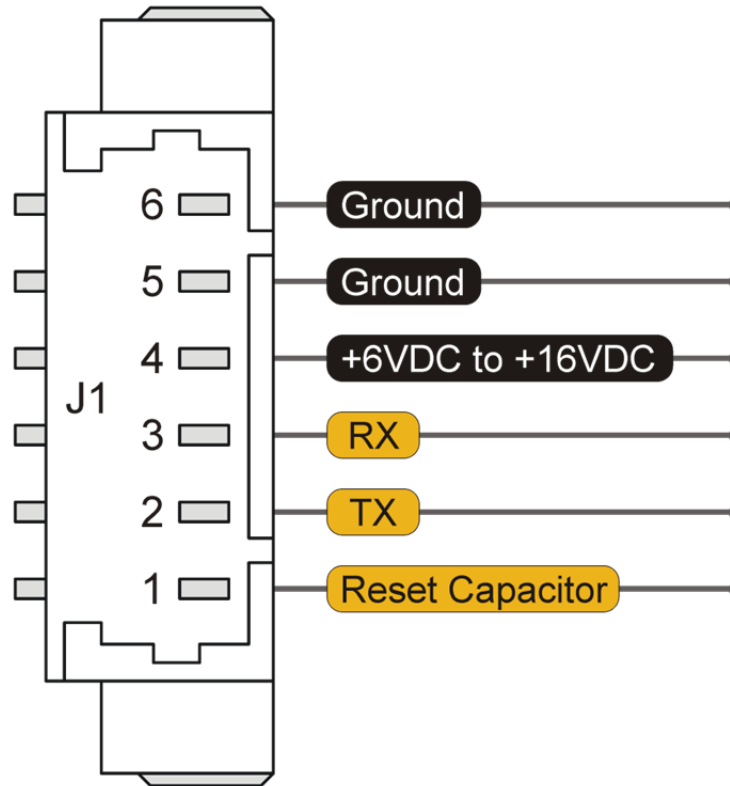 6 Ground
5 Ground
4 +6VDC to +16VDC
J1
3 RX
2 TX
1 Reset Capacitor